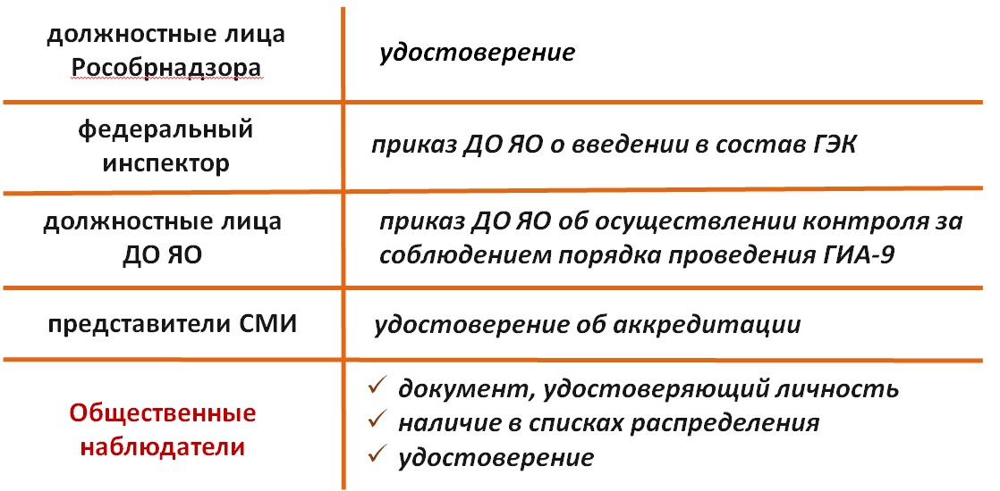 должностные лица
Рособрнадзора
удостоверение
федеральный
инспектор
приказ ДО ЯО о введении в состав ГЭК
должностные лица
ДО ЯО
приказ ДО ЯО об осуществлении контроля за
соблюдением порядка проведения ГИА-9
представители СМИ
удостоверение об аккредитации
Общественные
наблюдатели
✓ документ, удостоверяющий личность
✓ наличие в списках распределения
✓ удостоверение